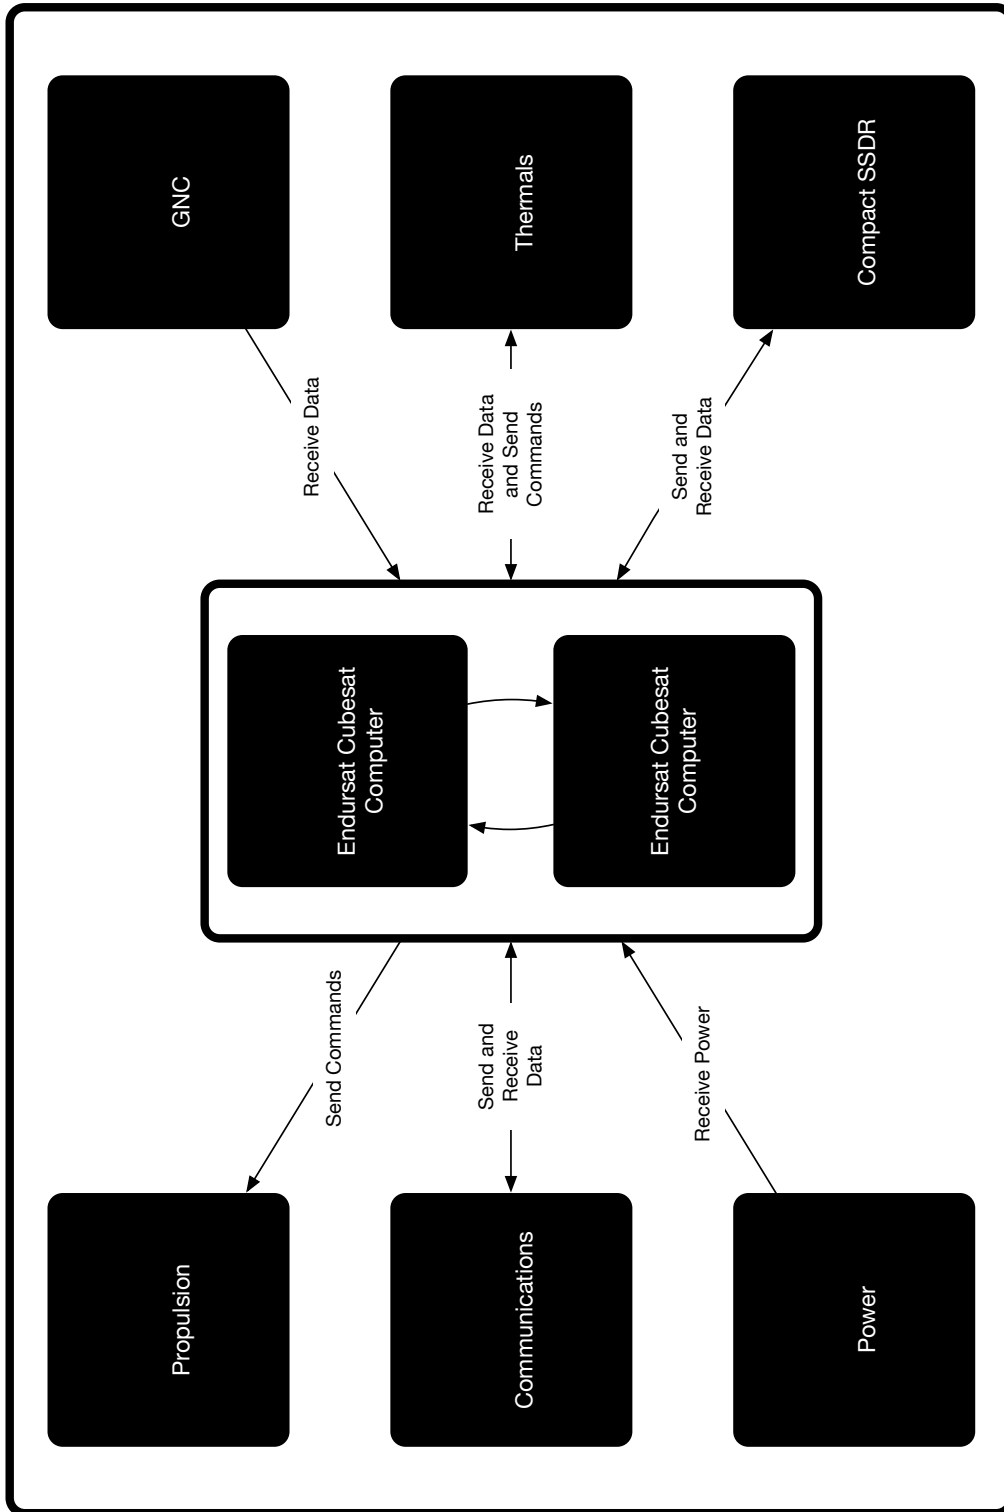 Propulsion
GNC
Send Commands
Receive Data
Endursat Cubesat
Computer
Communications
Send and
Receive
Data
Receive Data
and Send
Commands
Thermals
Endursat Cubesat
Computer
Receive Power
Send and
Receive Data
Power
Compact SSDR